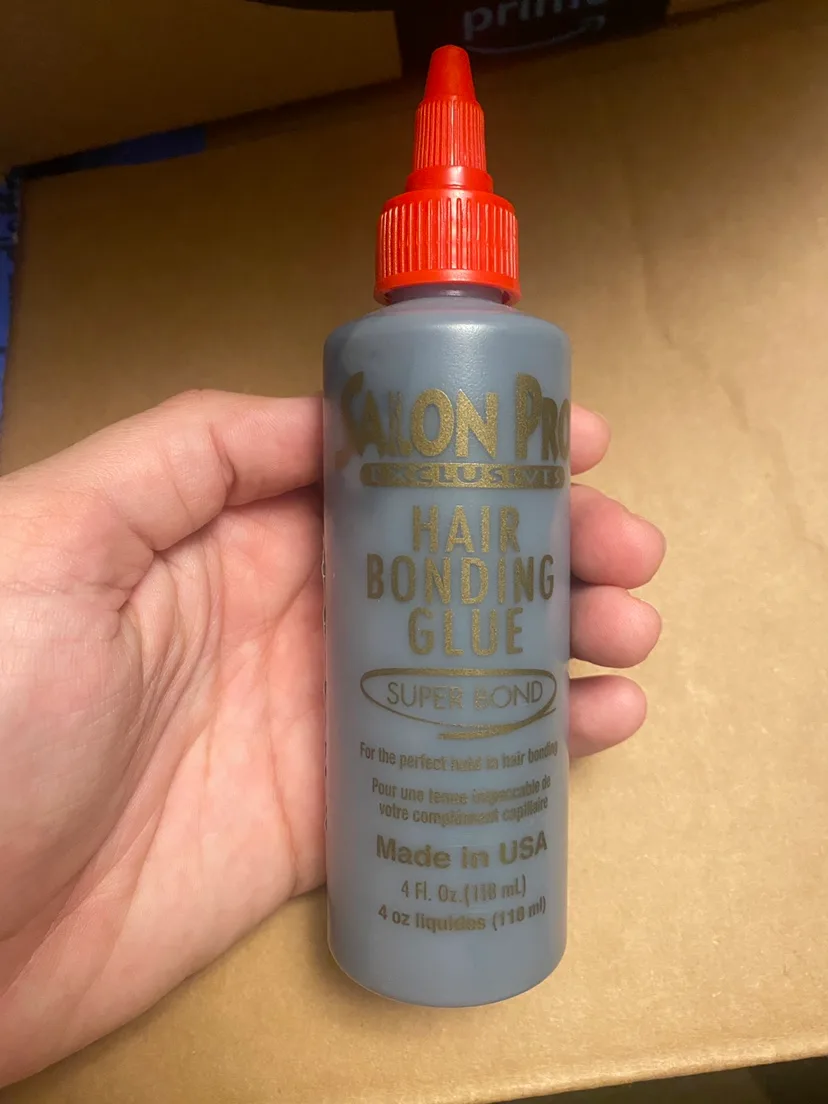 prime
SALON PRO
EXCLUSIVES
HAIR
BONDING
GLUE
SUPER BOND
For the perfect hold in hair bonding
Pour une tenue impeccable de
votre complément capillaire
Made in USA
4 Fl. Oz.(118 mL)
4 oz liquides (118 ml)